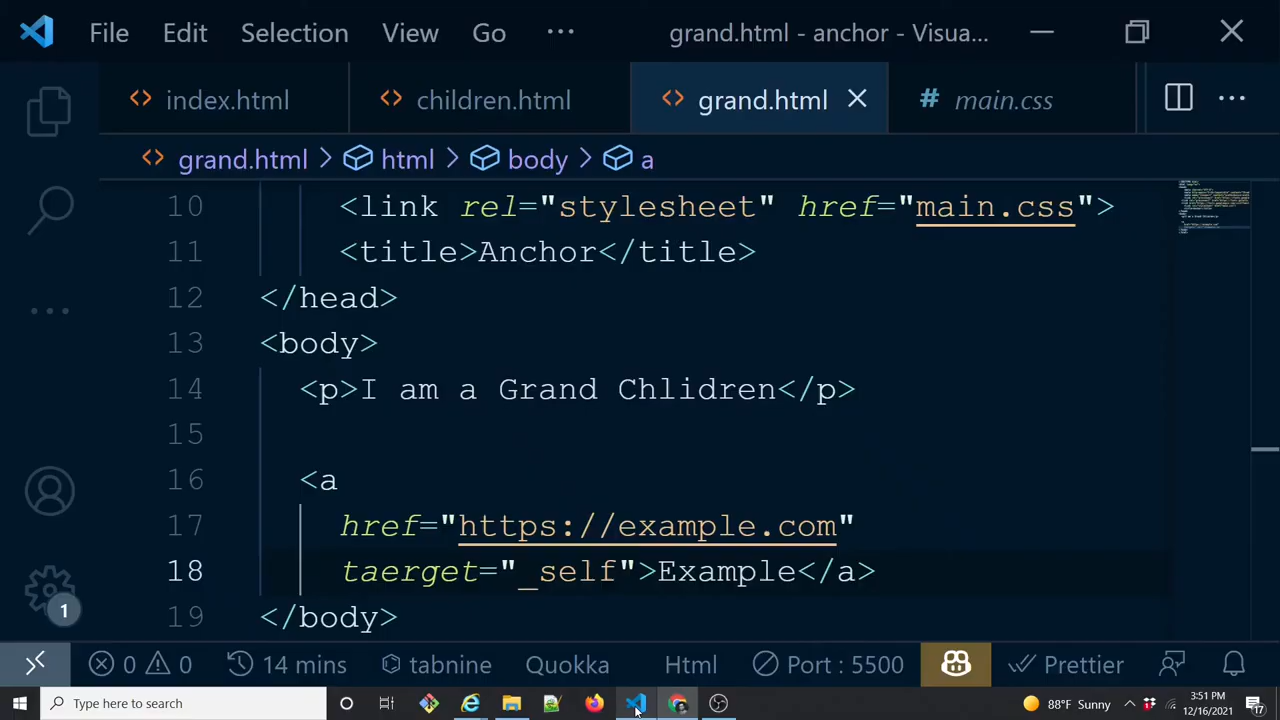 File Edit Selection View Go ··· grand.html - anchor - Visua...
index.html children.html grand.html # main.css ···
grand.html > html > body > a
10 <link rel="stylesheet" href="main.css">
11 <title>Anchor</title>
12 </head>
13 <body>
14 <p>I am a Grand Chlidren</p>
15
16 <a
17 href="https://example.com"
18 taerget="_self">Example</a>
19 </body>
1
0 0 14 mins tabnine Quokka Html Port : 5500 Prettier
Type here to search 88°F Sunny 3:51 PM
12/16/2021 17